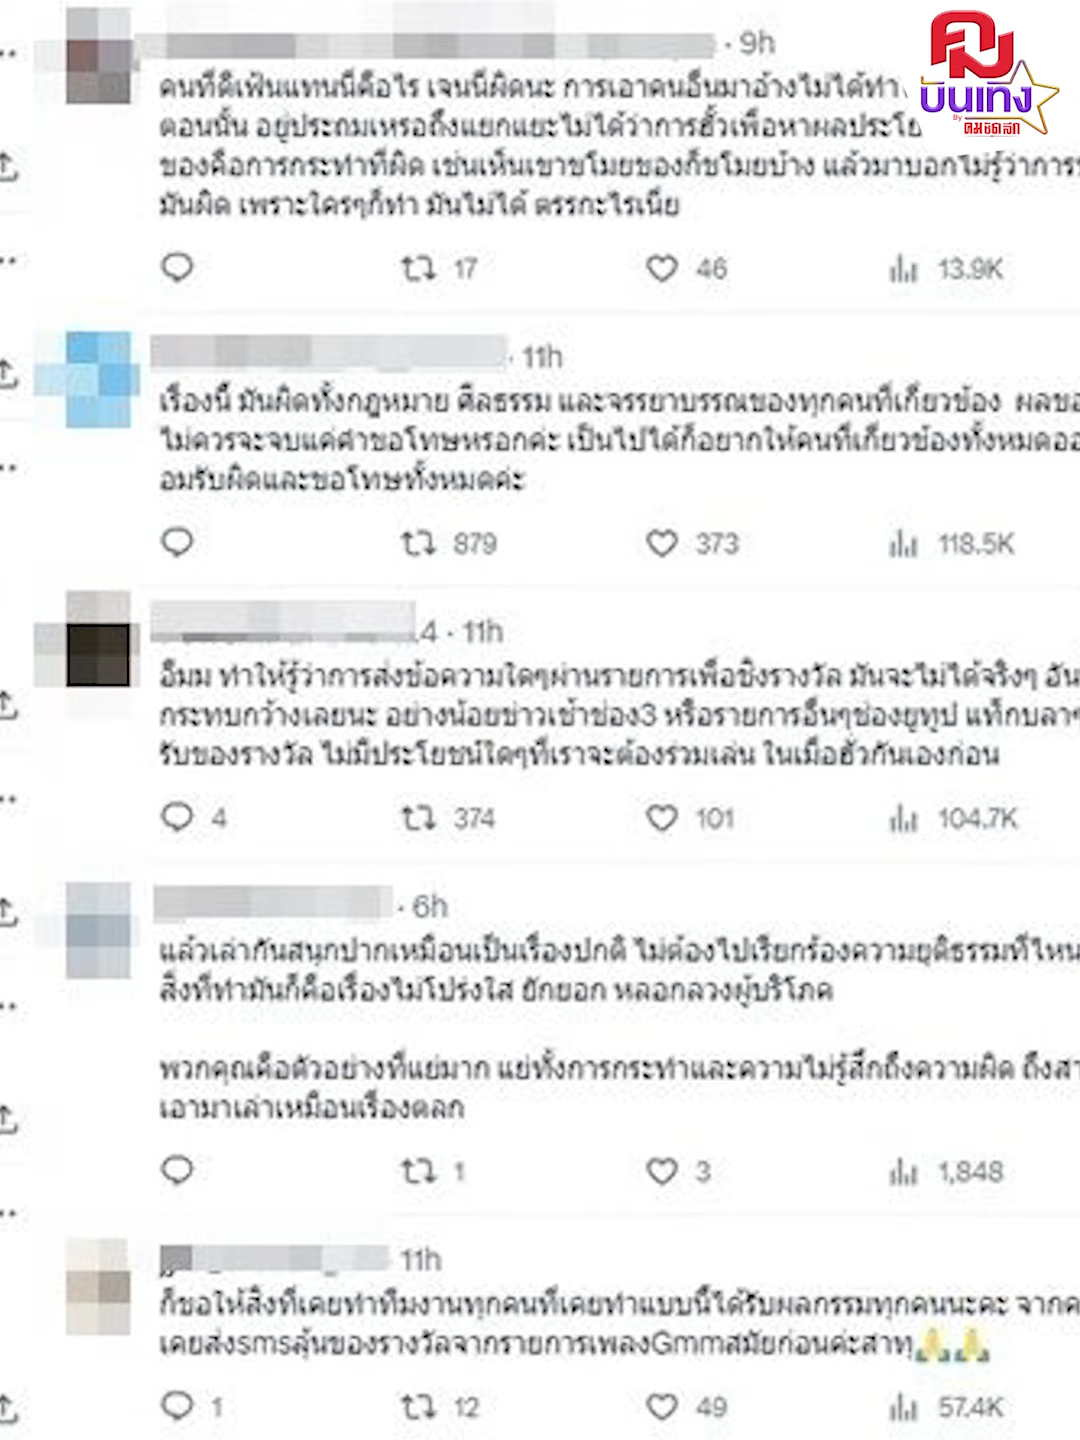 · 9h
คม
บันเทิง
By
คมชัดลึก
คนที่ดีเฟ้นแทนนี่คือไร เจนนี่ผิดนะ การเอาคนอื่นมาอ้างไม่ได้ทำ
ตอนนั้น อยู่ประถมเหรอถึงแยกแยะไม่ได้ว่าการฮั้วเพื่อหาผลประโย
ของคือการกระทำที่ผิด เช่นเห็นเขาขโมยของก็ขโมยบ้าง แล้วมาบอกไม่รู้ว่าการ
มันผิด เพราะใครๆก็ทำ มันไม่ได้ ตรรกะไรเนี่ย
17 46 13.9K
· 11h
เรื่องนี้ มันผิดทั้งกฎหมาย ศีลธรรม และจรรยาบรรณของทุกคนที่เกี่ยวข้อง ผลขอ
ไม่ควรจะจบแค่คำขอโทษหรอกค่ะ เป็นไปได้ก็อยากให้คนที่เกี่ยวข้องทั้งหมดออ
อมรับผิดและขอโทษทั้งหมดค่ะ
879 373 118.5K
4 · 11h
อืมม ทำให้รู้ว่าการส่งข้อความใดๆผ่านรายการเพื่อชิงรางวัล มันจะไม่ได้จริงๆ อัน
กระทบกว้างเลยนะ อย่างน้อยข่าวเช้าช่อง3 หรือรายการอื่นๆช่องยูทูป แท็กบลาๆ
รับของรางวัล ไม่มีประโยชน์ใดๆที่เราจะต้องร่วมเล่น ในเมื่อฮั้วกันเองก่อน
4 374 101 104.7K
· 6h
แล้วเล่ากันสนุกปากเหมือนเป็นเรื่องปกติ ไม่ต้องไปเรียกร้องความยุติธรรมที่ไหน
สิ่งที่ทำมันก็คือเรื่องไม่โปร่งใส ยักยอก หลอกลวงผู้บริโภค
พวกคุณคือตัวอย่างที่แย่มาก แย่ทั้งการกระทำและความไม่รู้สึกถึงความผิด ถึงสา
เอามาเล่าเหมือนเรื่องตลก
1 3 1,848
11h
ก็ขอให้สิ่งที่เคยทำทีมงานทุกคนที่เคยทำแบบนี้ได้รับผลกรรมทุกคนนะคะ จากค
เคยส่งsmsลุ้นของรางวัลจากรายการเพลงGmmสมัยก่อนค่ะสาทุ🙏🙏
1 12 49 57.4K